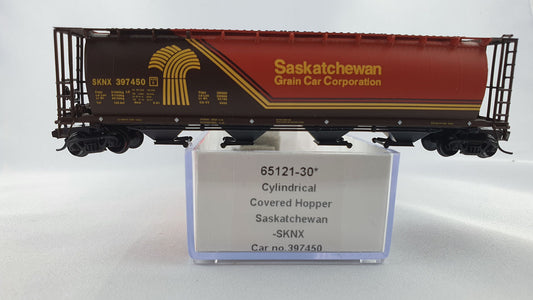 Saskatchewan
Grain Car Corporation
SKNX 397450
65121-30*
Cylindrical
Covered Hopper
Saskatchewan
-SKNX
Car no.397450